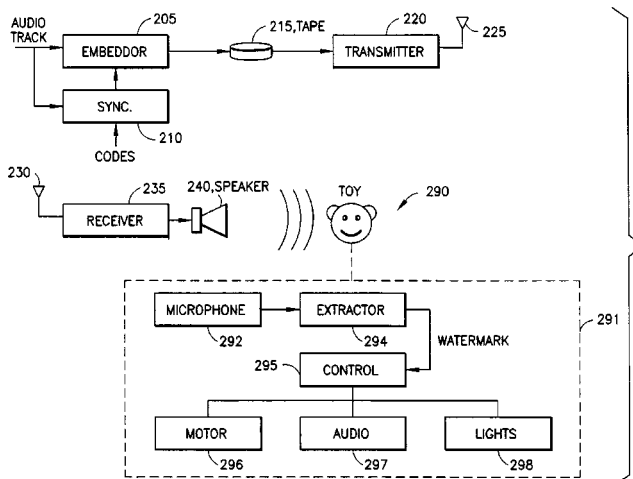 AUDIO
TRACK
205
EMBEDDOR
215,TAPE
220
TRANSMITTER
225
SYNC.
210
CODES
230
235
RECEIVER
240,SPEAKER
TOY
290
MICROPHONE
292
EXTRACTOR
294
291
WATERMARK
295
CONTROL
MOTOR
296
AUDIO
297
LIGHTS
298